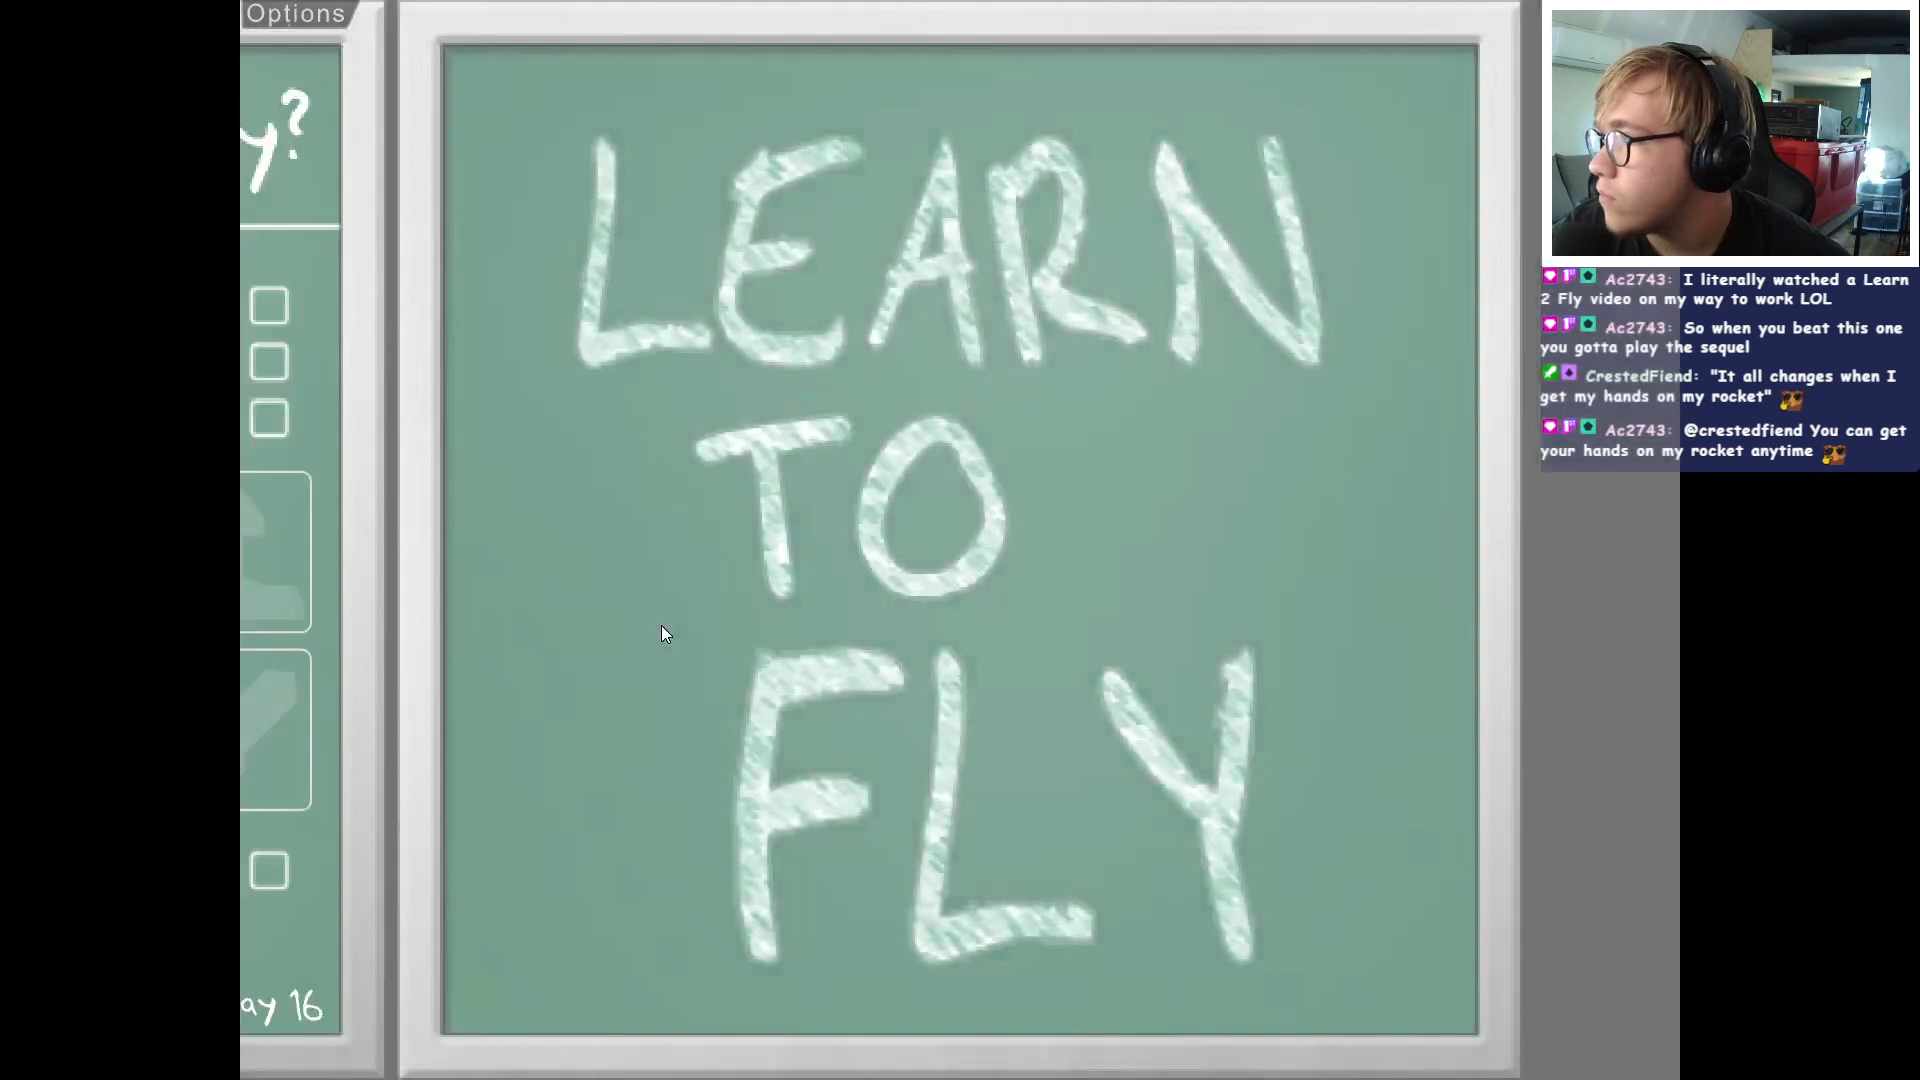 Options
y?
LEARN
TO
FLY
ay 16
Ac2743: I literally watched a Learn
2 Fly video on my way to work LOL
Ac2743: So when you beat this one
you gotta play the sequel
CrestedFiend: "It all changes when I
get my hands on my rocket"
Ac2743: @crestedfiend You can get
your hands on my rocket anytime